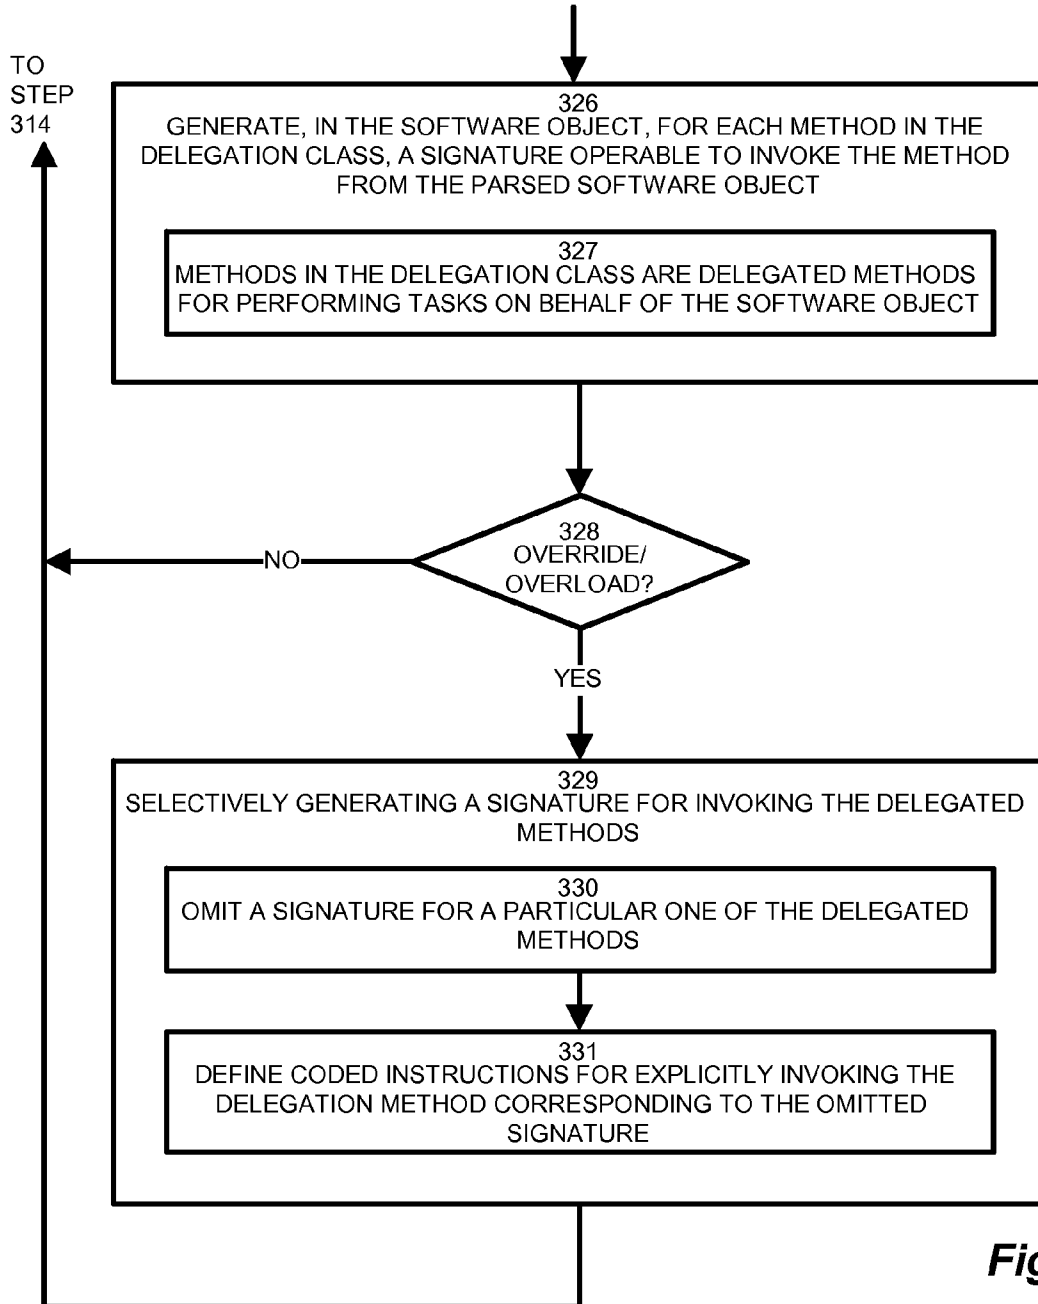 TO
STEP
314
326
GENERATE, IN THE SOFTWARE OBJECT, FOR EACH METHOD IN THE
DELEGATION CLASS, A SIGNATURE OPERABLE TO INVOKE THE METHOD
FROM THE PARSED SOFTWARE OBJECT
327
METHODS IN THE DELEGATION CLASS ARE DELEGATED METHODS
FOR PERFORMING TASKS ON BEHALF OF THE SOFTWARE OBJECT
328
OVERRIDE/
OVERLOAD?
NO
YES
329
SELECTIVELY GENERATING A SIGNATURE FOR INVOKING THE DELEGATED
METHODS
330
OMIT A SIGNATURE FOR A PARTICULAR ONE OF THE DELEGATED
METHODS
331
DEFINE CODED INSTRUCTIONS FOR EXPLICITLY INVOKING THE
DELEGATION METHOD CORRESPONDING TO THE OMITTED
SIGNATURE
Fig